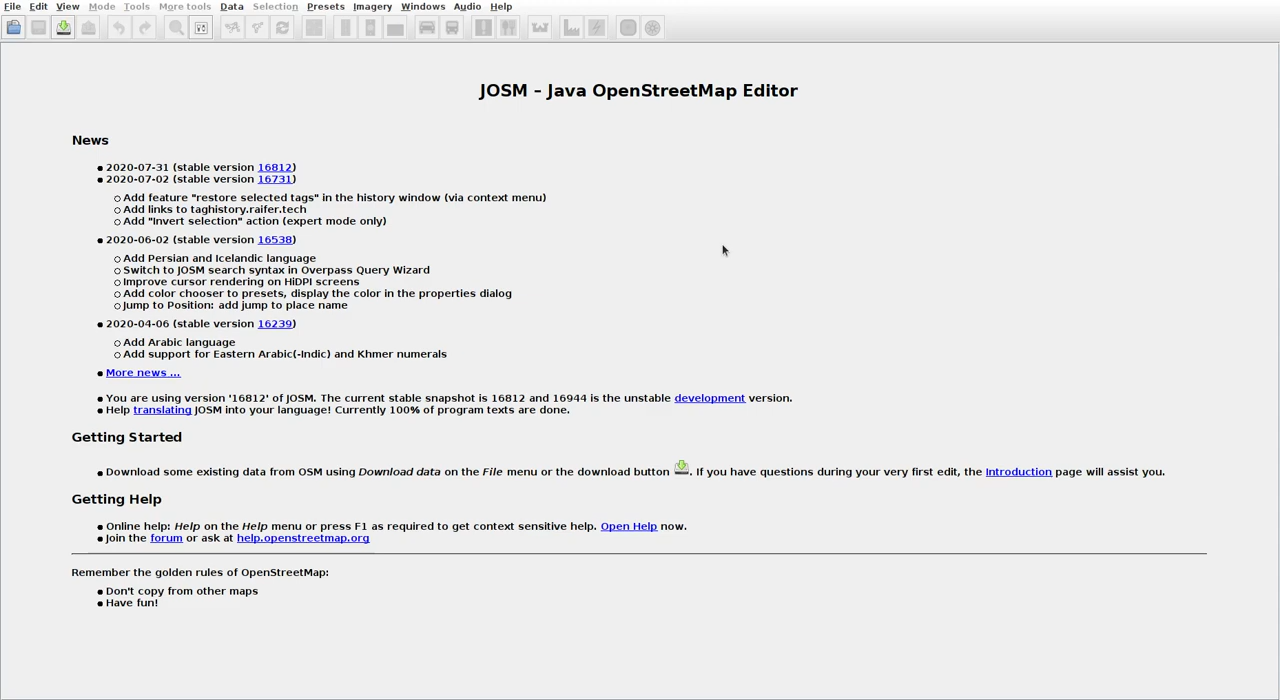 File Edit View Mode Tools More tools Data Selection Presets Imagery Windows Audio Help
JOSM – Java OpenStreetMap Editor
News
2020-07-31 (stable version 16812)
2020-07-02 (stable version 16731)
Add feature "restore selected tags" in the history window (via context menu)
Add links to taghistory.raifer.tech
Add "Invert selection" action (expert mode only)
2020-06-02 (stable version 16538)
Add Persian and Icelandic language
Switch to JOSM search syntax in Overpass Query Wizard
Improve cursor rendering on HiDPI screens
Add color chooser to presets, display the color in the properties dialog
Jump to Position: add jump to place name
2020-04-06 (stable version 16239)
Add Arabic language
Add support for Eastern Arabic(-Indic) and Khmer numerals
More news ...
You are using version '16812' of JOSM. The current stable snapshot is 16812 and 16944 is the unstable development version.
Help translating JOSM into your language! Currently 100% of program texts are done.
Getting Started
Download some existing data from OSM using Download data on the File menu or the download button . If you have questions during your very first edit, the Introduction page will assist you.
Getting Help
Online help: Help on the Help menu or press F1 as required to get context sensitive help. Open Help now.
Join the forum or ask at help.openstreetmap.org
Remember the golden rules of OpenStreetMap:
Don't copy from other maps
Have fun!